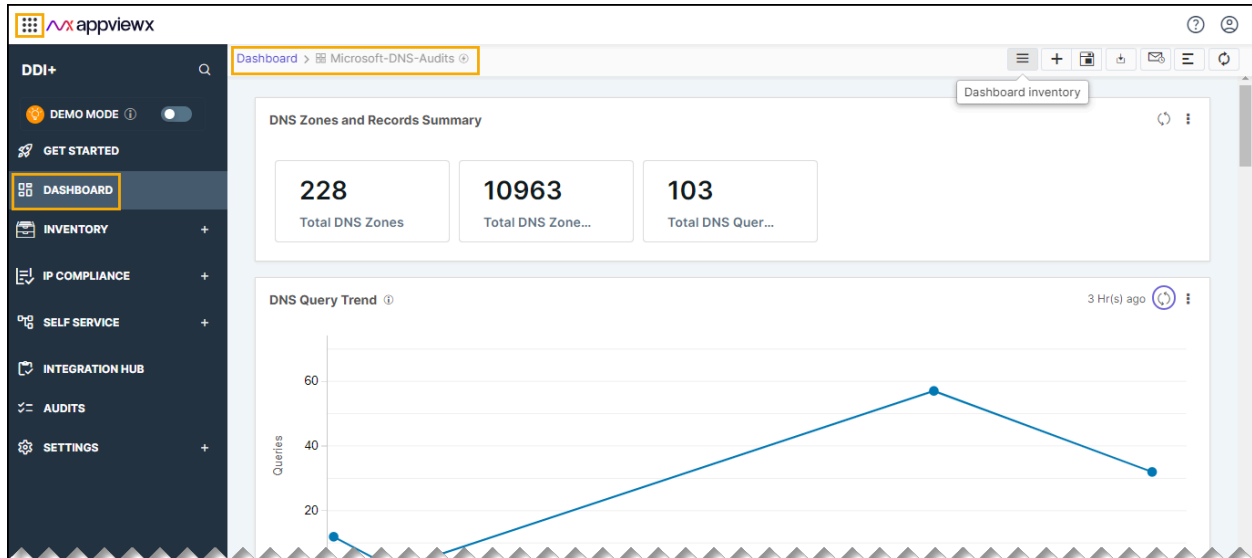 appviewx
DDI+
DEMO MODE
GET STARTED
DASHBOARD
INVENTORY +
IP COMPLIANCE +
SELF SERVICE +
INTEGRATION HUB
AUDITS
SETTINGS +
Dashboard > Microsoft-DNS-Audits
Dashboard inventory
DNS Zones and Records Summary
228
Total DNS Zones
10963
Total DNS Zone...
103
Total DNS Quer...
DNS Query Trend
3 Hr(s) ago
60
40
20
Queries